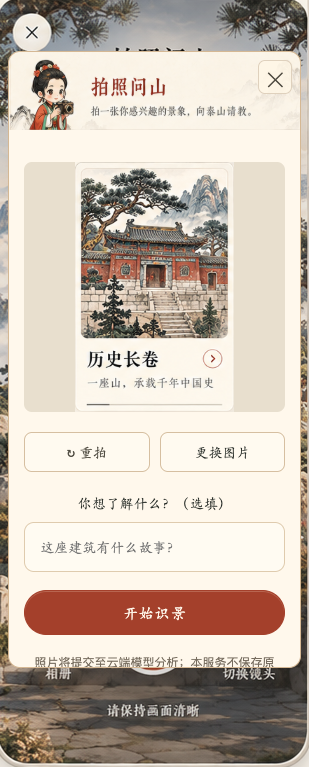 拍照问山
拍一张你感兴趣的景象，向泰山请教。
历史长卷
一座山，承载千年中国史
↻ 重拍
更换图片
你想了解什么？（选填）
这座建筑有什么故事？
开始识景
照片将提交至云端模型分析；本服务不保存原
相册
切换镜头
请保持画面清晰